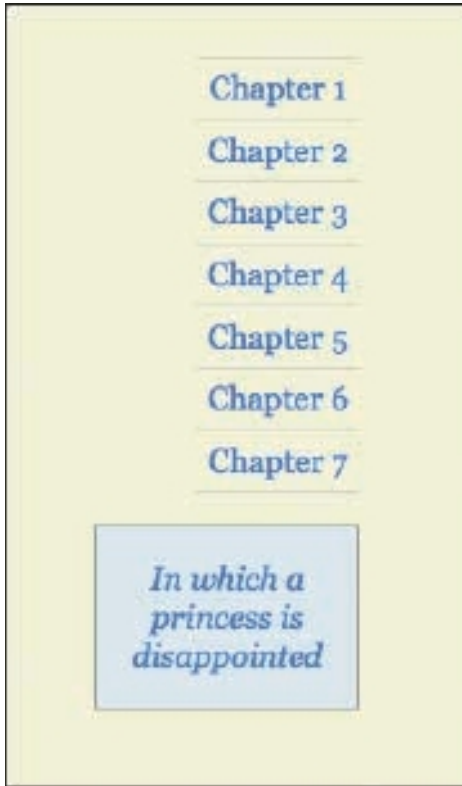 Chapter 1
Chapter 2
Chapter 3
Chapter 4
Chapter 5
Chapter 6
Chapter 7
In which a
princess is
disappointed